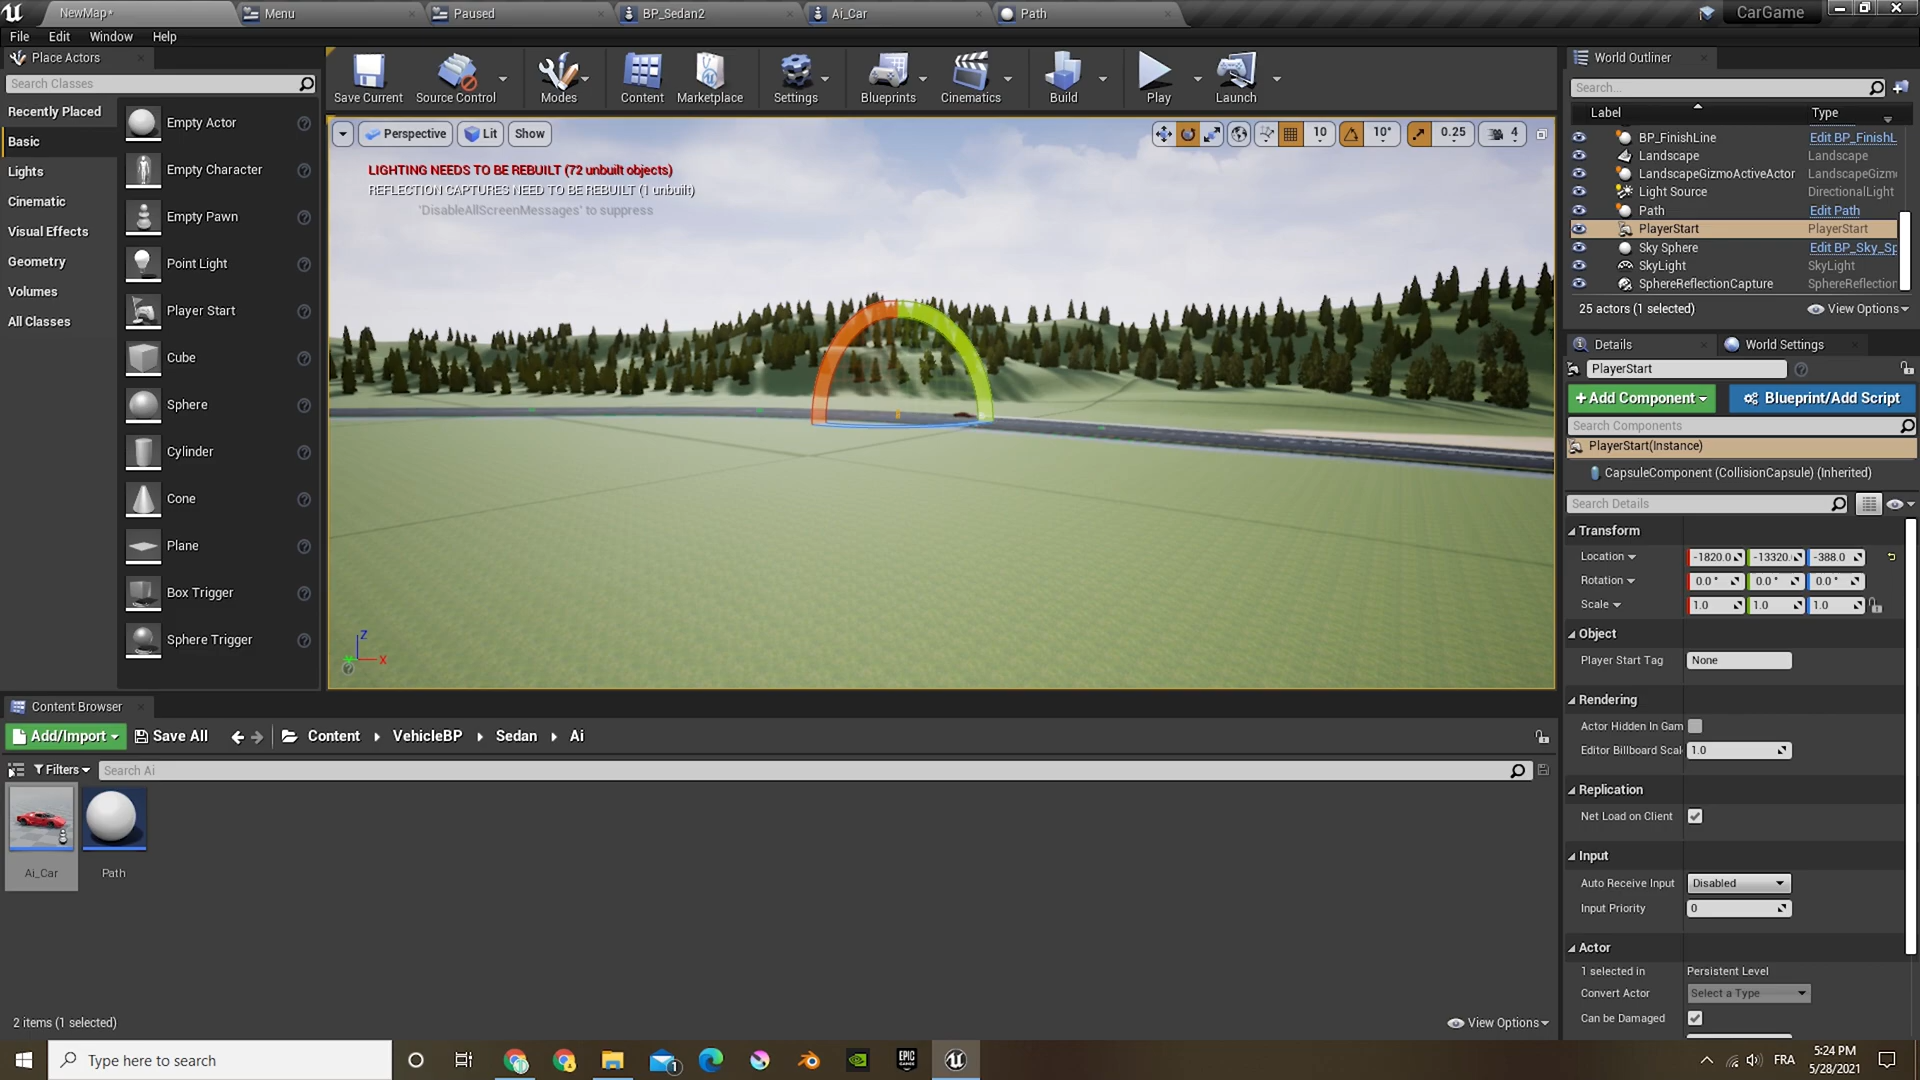 NewMap*
Menu
Paused
BP_Sedan2
Ai_Car
Path
CarGame
File Edit Window Help
Place Actors
Search Classes
Recently Placed
Basic
Lights
Cinematic
Visual Effects
Geometry
Volumes
All Classes
Empty Actor
Empty Character
Empty Pawn
Point Light
Player Start
Cube
Sphere
Cylinder
Cone
Plane
Box Trigger
Sphere Trigger
Save Current
Source Control
Modes
Content
Marketplace
Settings
Blueprints
Cinematics
Build
Play
Launch
Perspective Lit Show
10 10° 0.25 4
LIGHTING NEEDS TO BE REBUILT (72 unbuilt objects)
REFLECTION CAPTURES NEED TO BE REBUILT (1 unbuilt)
'DisableAllScreenMessages' to suppress
Z
X
World Outliner
Search...
Label Type
BP_FinishLine Edit BP_FinishL
Landscape Landscape
LandscapeGizmoActiveActor LandscapeGizmo
Light Source DirectionalLight
Path Edit Path
PlayerStart PlayerStart
Sky Sphere Edit BP_Sky_Sp
SkyLight SkyLight
SphereReflectionCapture SphereReflection
25 actors (1 selected) View Options
Details World Settings
PlayerStart
+Add Component Blueprint/Add Script
Search Components
PlayerStart(Instance)
CapsuleComponent (CollisionCapsule) (Inherited)
Search Details
Transform
Location -1820.0 -13320. -388.0
Rotation 0.0° 0.0° 0.0°
Scale 1.0 1.0 1.0
Object
Player Start Tag None
Rendering
Actor Hidden In Gam
Editor Billboard Scal 1.0
Replication
Net Load on Client
Input
Auto Receive Input Disabled
Input Priority 0
Actor
1 selected in Persistent Level
Convert Actor Select a Type
Can be Damaged
Content Browser
Add/Import Save All Content VehicleBP Sedan Ai
Filters Search Ai
Ai_Car Path
2 items (1 selected) View Options
Type here to search
1
EPIC GAMES
FRA
5:24 PM
5/28/2021